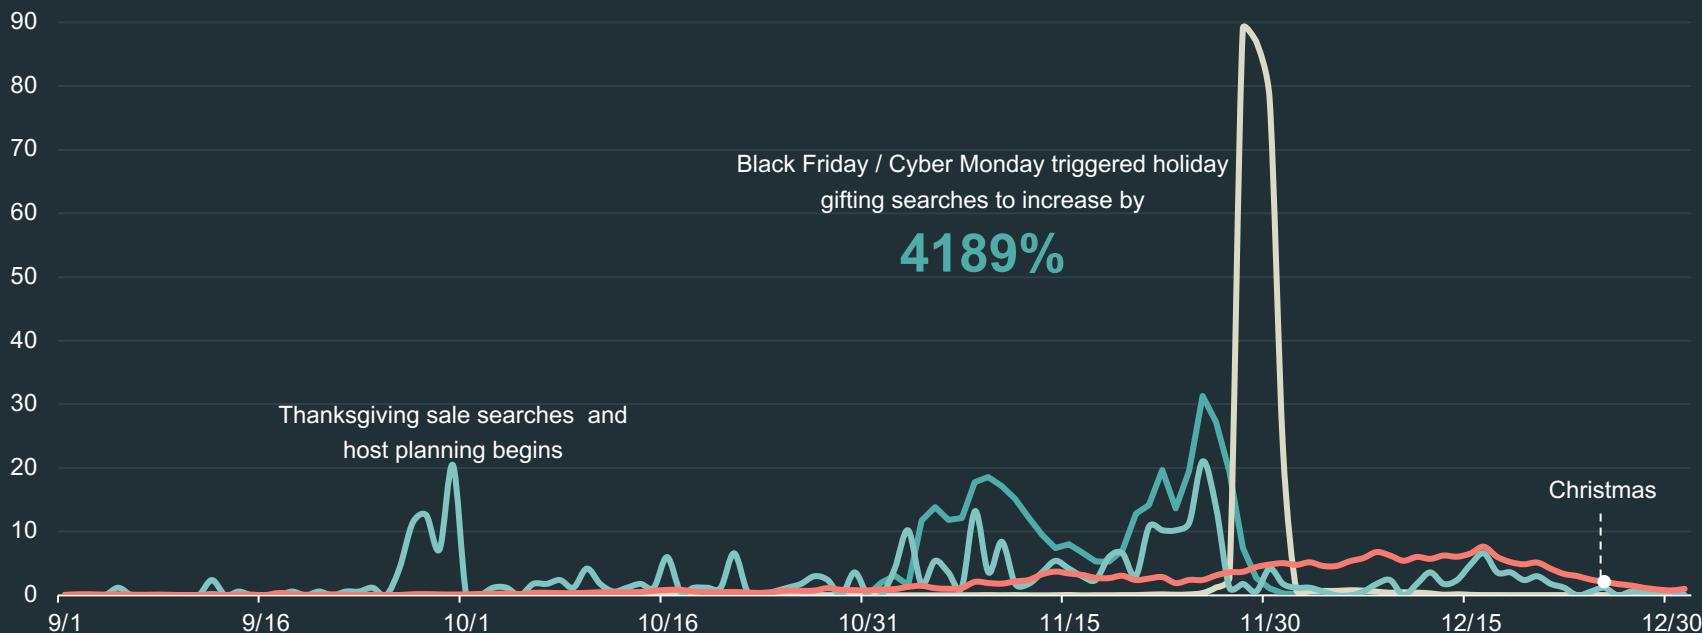 90
80
70
Black Friday / Cyber Monday triggered holiday
gifting searches to increase by
60
4189%
50
40
30
Thanksgiving sale searches and
host planning begins
20
Christmas
10
0
9/1 9/16 10/1 10/16 10/31 11/15 11/30 12/15 12/30